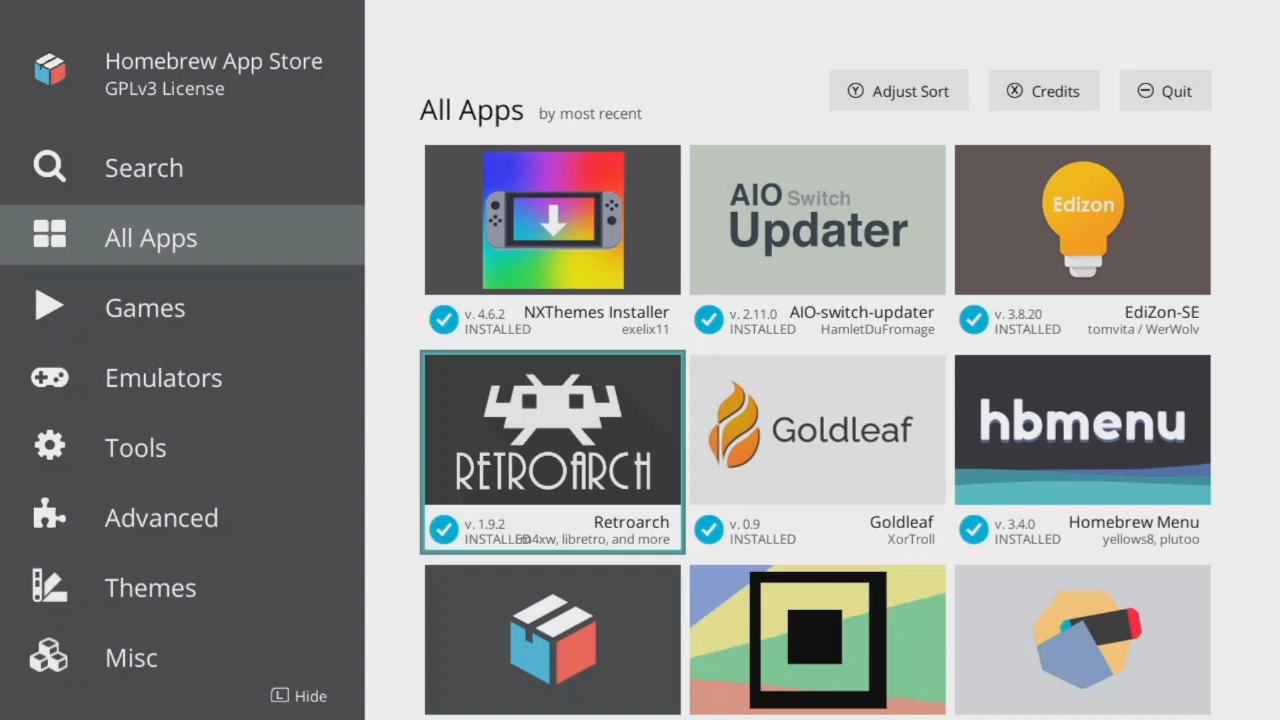 Homebrew App Store
GPLv3 License
Search
All Apps
Games
Emulators
Tools
Advanced
Themes
Misc
L Hide
All Apps by most recent
Y Adjust Sort
X Credits
Quit
AIO Switch
Updater
Edizon
v. 4.6.2 NXThemes Installer
INSTALLED exelix11
v. 2.11.0 AIO-switch-updater
INSTALLED HamletDuFromage
v. 3.8.20 EdiZon-SE
INSTALLED tomvita / WerWolv
RETROARCH
Goldleaf
hbmenu
v. 1.9.2 Retroarch
INSTALLED m4xw, libretro, and more
v. 0.9 Goldleaf
INSTALLED XorTroll
v. 3.4.0 Homebrew Menu
INSTALLED yellows8, plutoo